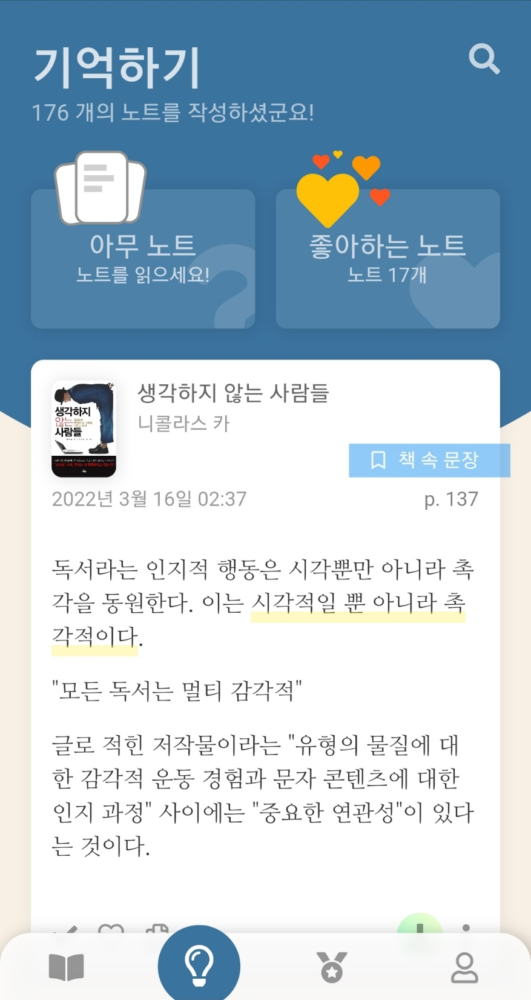 기억하기
176 개의 노트를 작성하셨군요!
아무 노트
노트를 읽으세요!
좋아하는 노트
노트 17개
생각하지
않는
사람들
생각하지 않는 사람들
니콜라스 카
책 속 문장
2022년 3월 16일 02:37
p. 137
독서라는 인지적 행동은 시각뿐만 아니라 촉
각을 동원한다. 이는 시각적일 뿐 아니라 촉
각적이다.
"모든 독서는 멀티 감각적"
글로 적힌 저작물이라는 "유형의 물질에 대
한 감각적 운동 경험과 문자 콘텐츠에 대한
인지 과정" 사이에는 "중요한 연관성"이 있다
는 것이다.